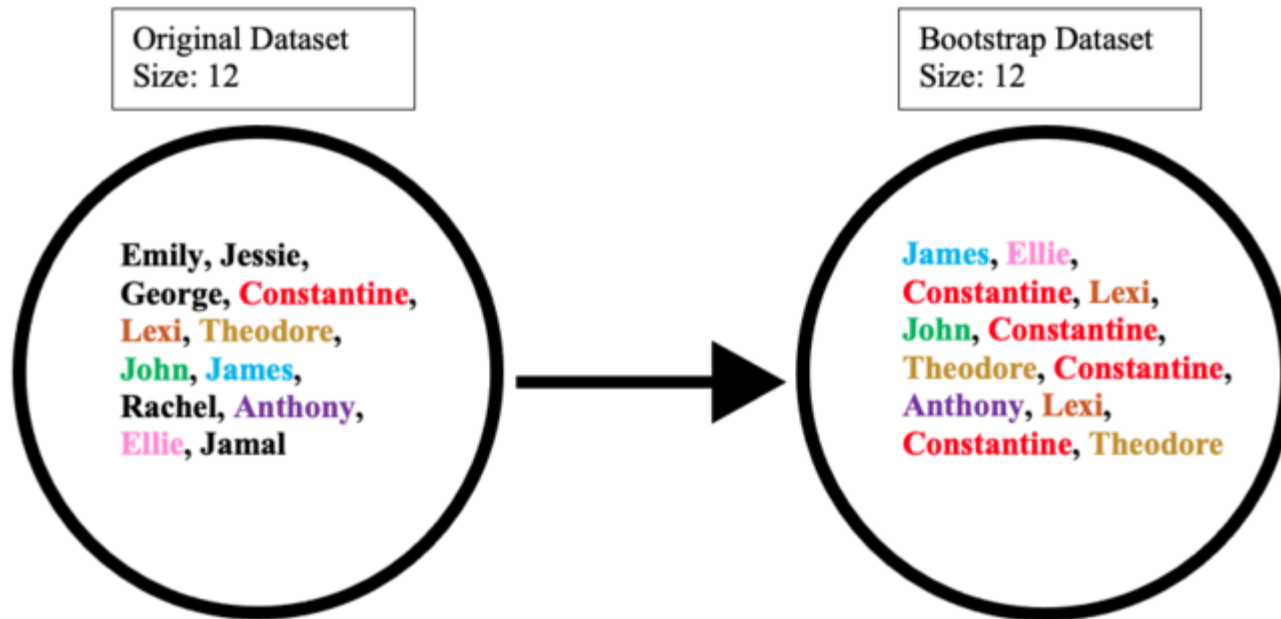 Original Dataset
Size: 12
Emily, Jessie,
George, Constantine,
Lexi, Theodore,
John, James,
Rachel, Anthony,
Ellie, Jamal
Bootstrap Dataset
Size: 12
James, Ellie,
Constantine, Lexi,
John, Constantine,
Theodore, Constantine,
Anthony, Lexi,
Constantine, Theodore